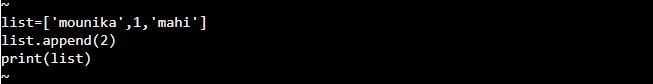 ~
list=['mounika',1,'mahi']
list.append(2)
print(list)
~